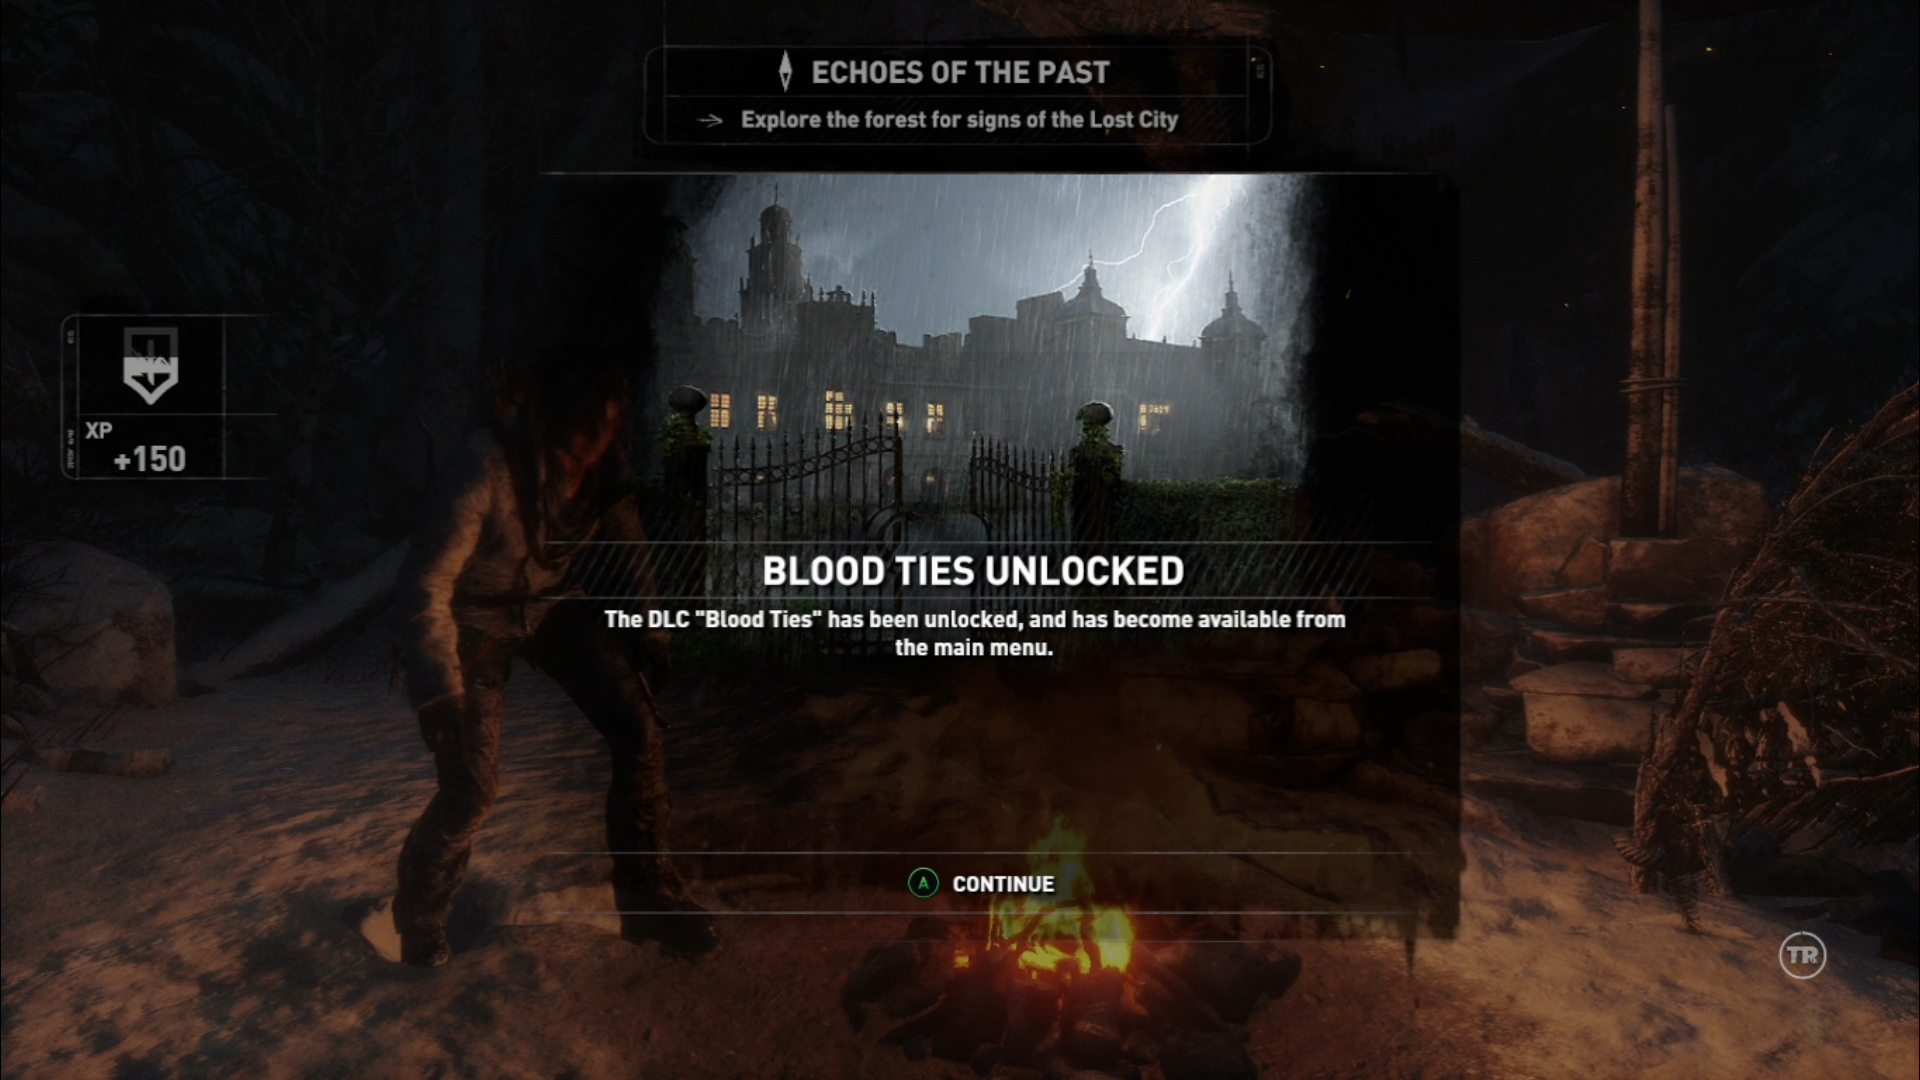 ECHOES OF THE PAST
Explore the forest for signs of the Lost City
XP
+150
BLOOD TIES UNLOCKED
The DLC "Blood Ties" has been unlocked, and has become available from
the main menu.
A CONTINUE
TR